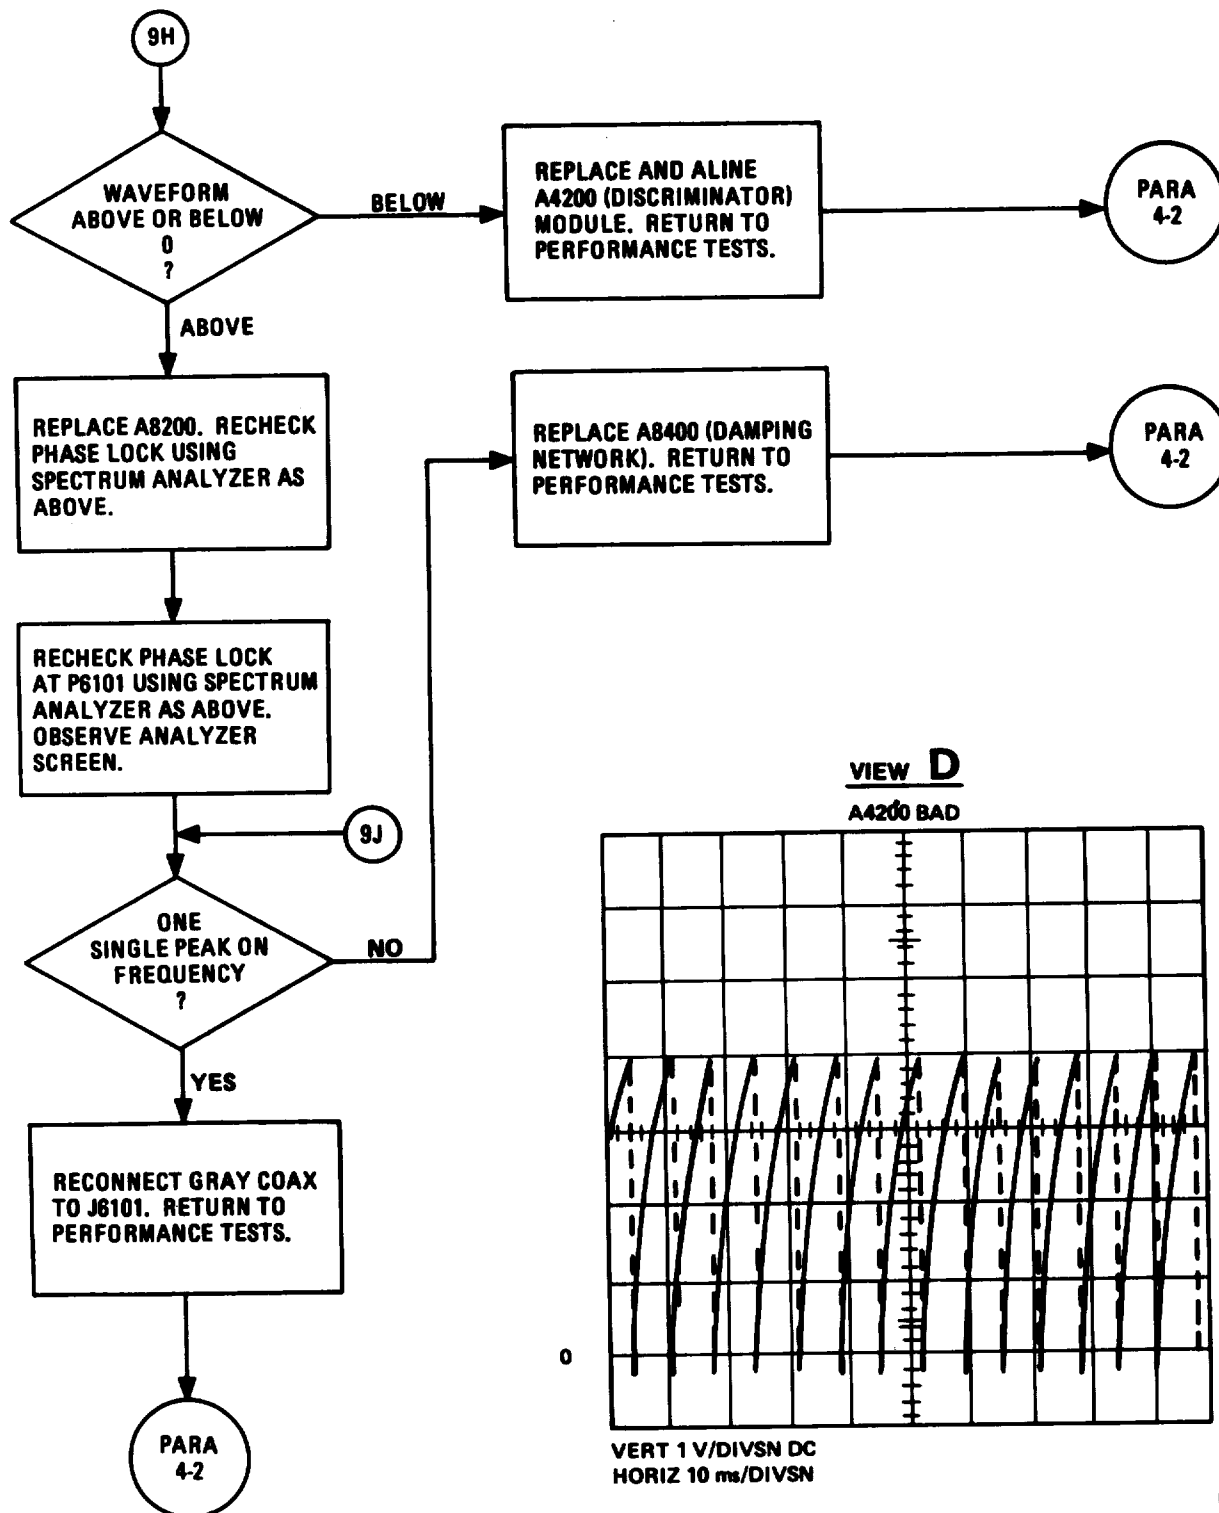 9H
WAVEFORM
ABOVE OR BELOW
0
?
BELOW
REPLACE AND ALINE
A4200 (DISCRIMINATOR)
MODULE. RETURN TO
PERFORMANCE TESTS.
PARA
4-2
ABOVE
REPLACE A8200. RECHECK
PHASE LOCK USING
SPECTRUM ANALYZER AS
ABOVE.
REPLACE A8400 (DAMPING
NETWORK). RETURN TO
PERFORMANCE TESTS.
PARA
4-2
RECHECK PHASE LOCK
AT P6101 USING SPECTRUM
ANALYZER AS ABOVE.
OBSERVE ANALYZER
SCREEN.
9J
ONE
SINGLE PEAK ON
FREQUENCY
?
NO
YES
RECONNECT GRAY COAX
TO J6101. RETURN TO
PERFORMANCE TESTS.
PARA
4-2
VIEW D
A4200 BAD
0
VERT 1 V/DIVSN DC
HORIZ 10 ms/DIVSN